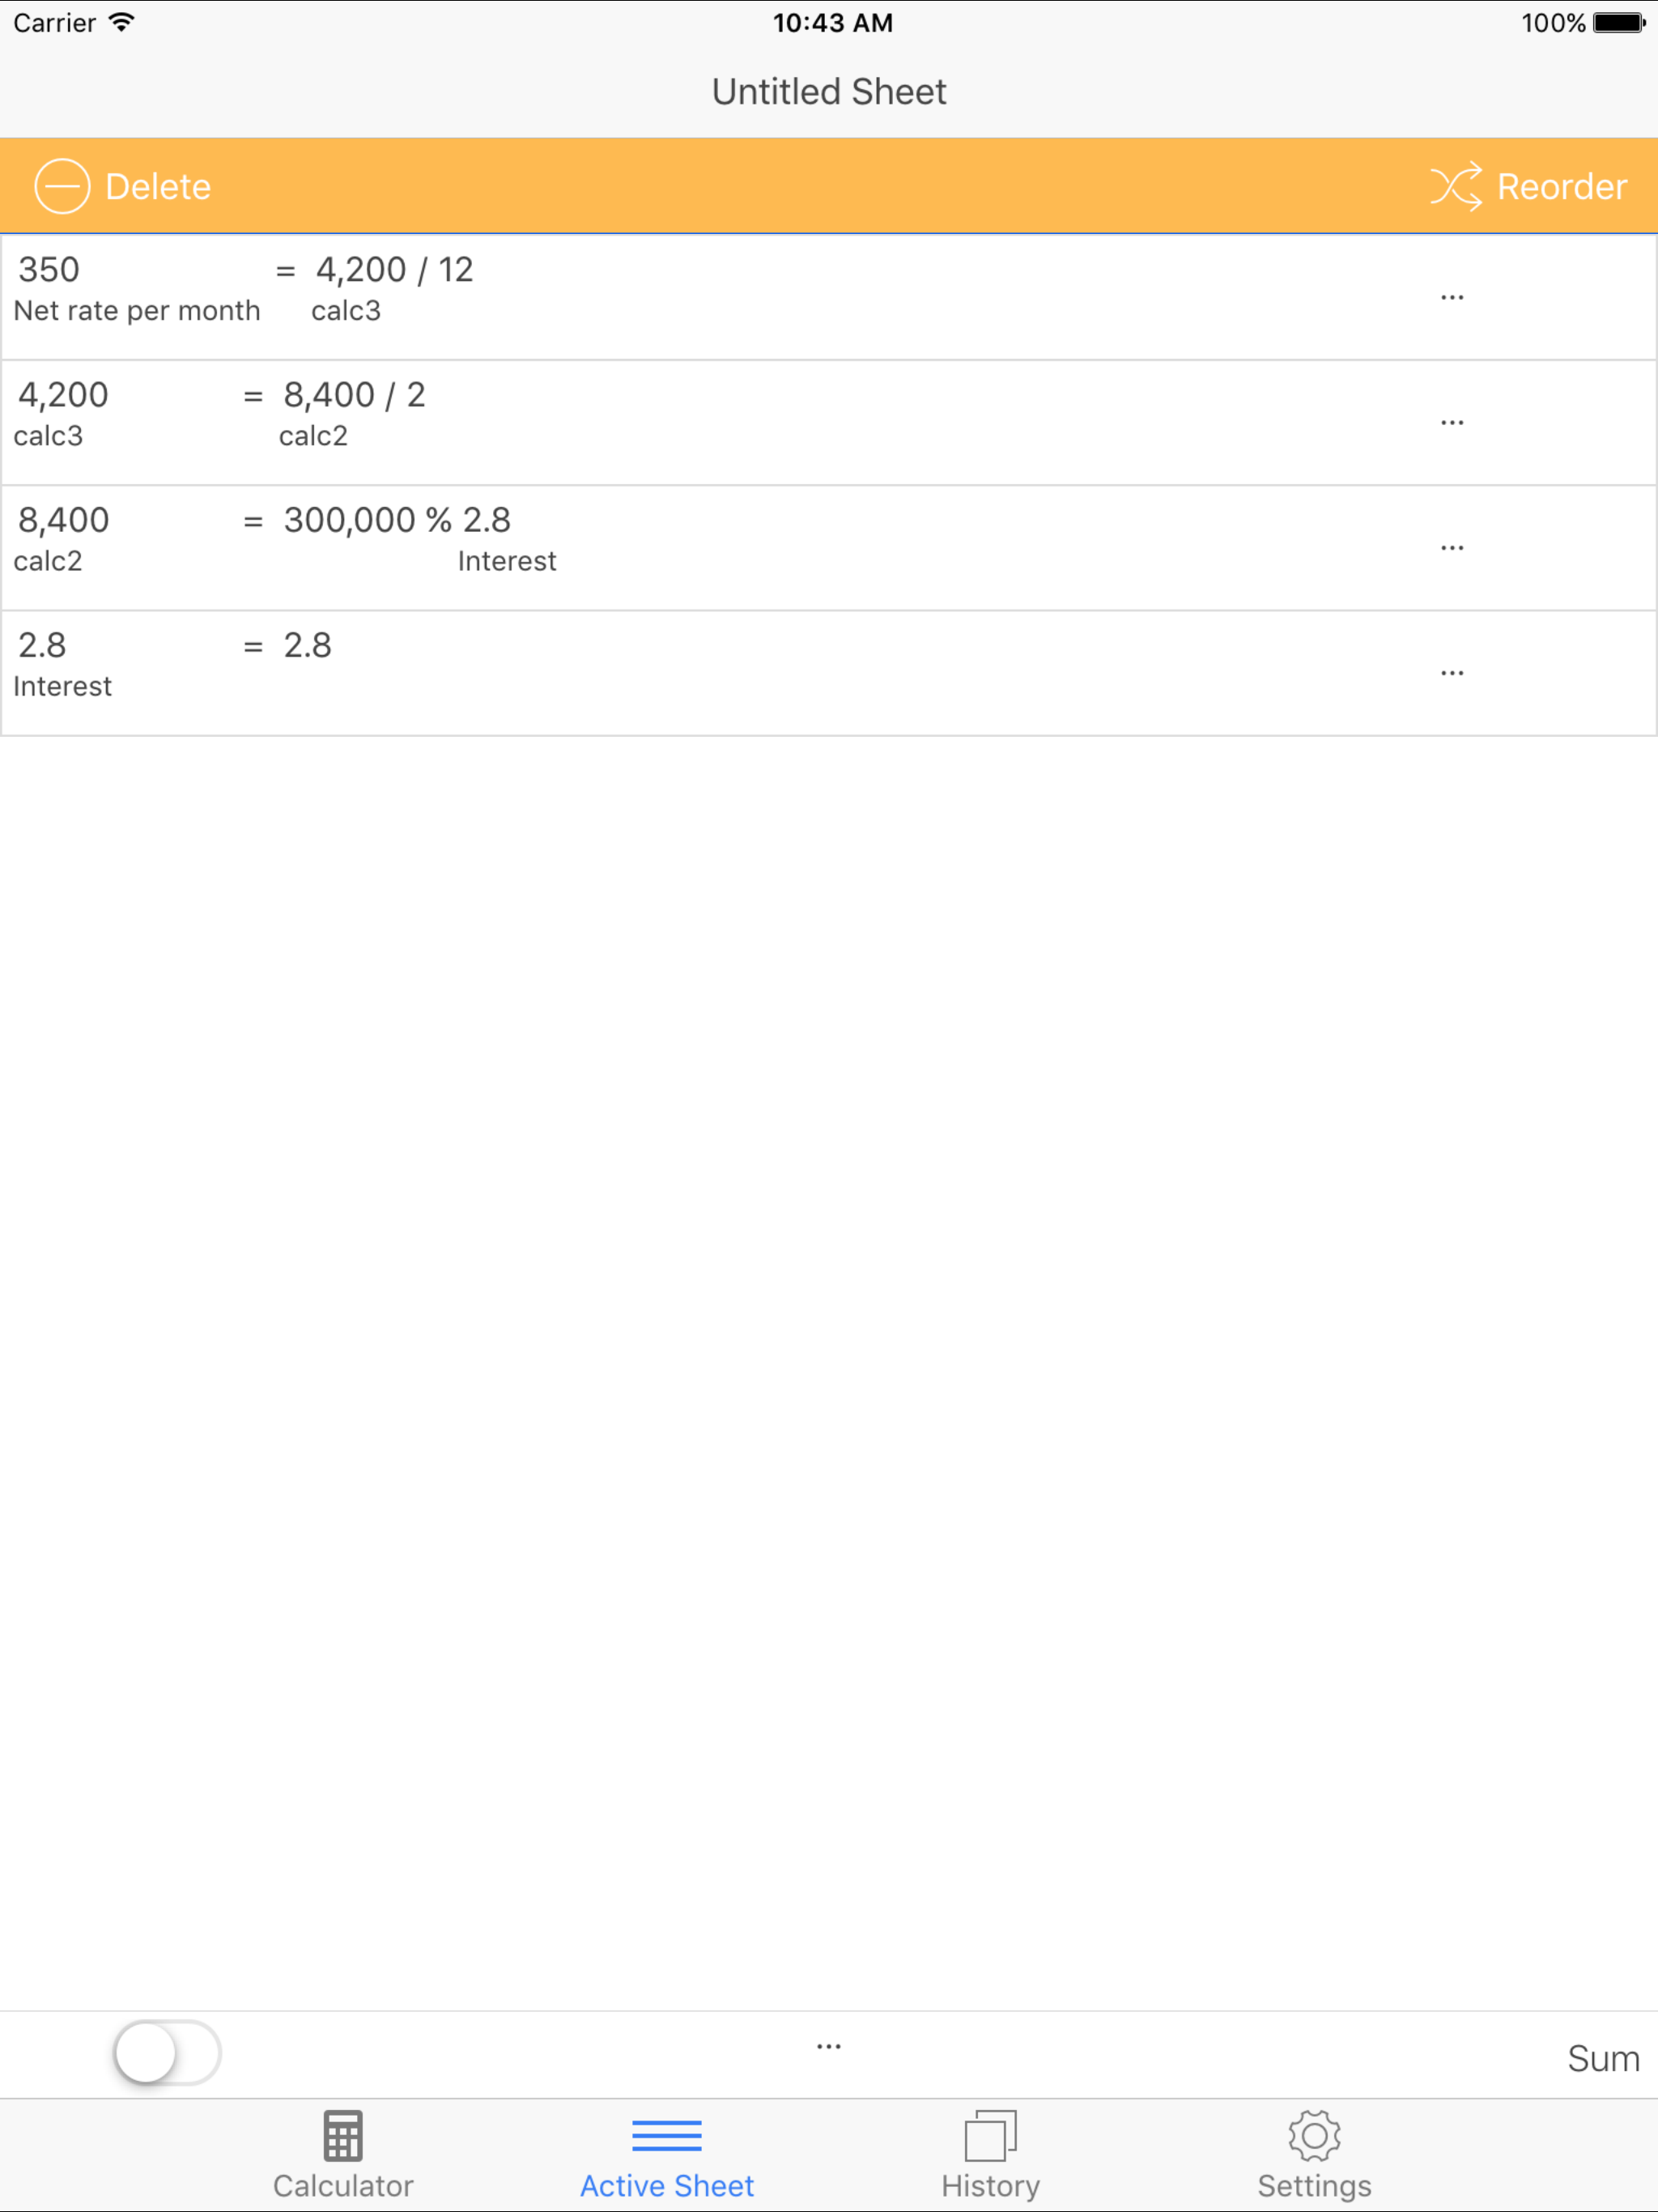 Carrier 10:43 AM 100%
Untitled Sheet
Delete Reorder
350 = 4,200 / 12 ...
Net rate per month calc3
4,200 = 8,400 / 2 ...
calc3 calc2
8,400 = 300,000 % 2.8 ...
calc2 Interest
2.8 = 2.8 ...
Interest
... Sum
Calculator Active Sheet History Settings